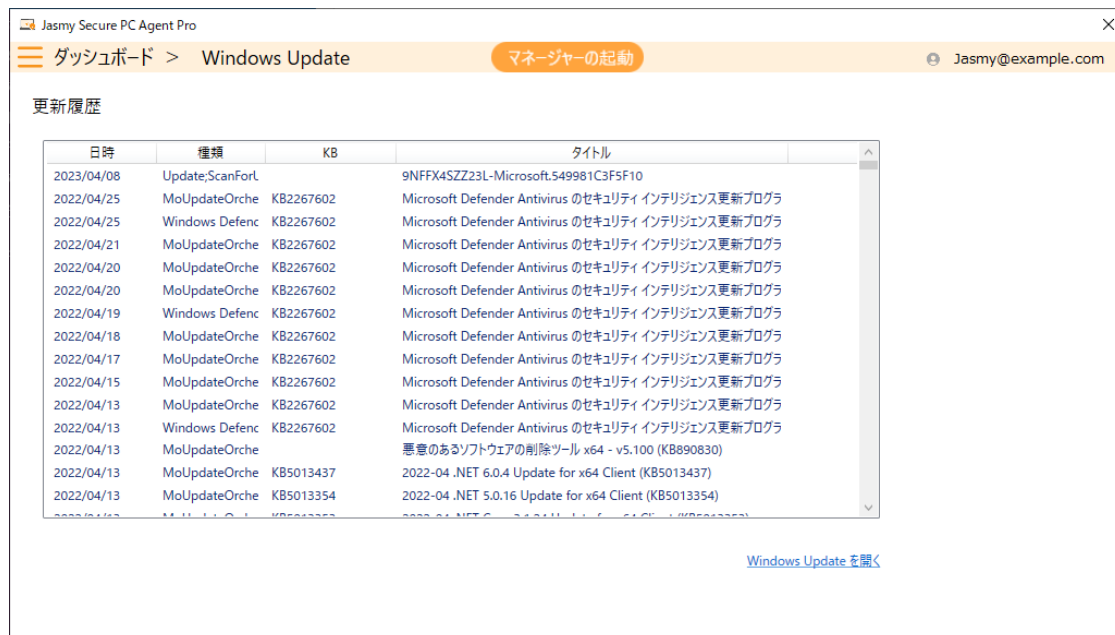 Jasmy Secure PC Agent Pro
ダッシュボード > Windows Update マネージャーの起動 Jasmy@example.com
更新履歴
日時 種類 KB タイトル
2023/04/08 Update;ScanForU 9NFFX4SZZ23L-Microsoft.549981C3F5F10
2022/04/25 MoUpdateOrche KB2267602 Microsoft Defender Antivirus のセキュリティ インテリジェンス更新プログラ
2022/04/25 Windows Defenc KB2267602 Microsoft Defender Antivirus のセキュリティ インテリジェンス更新プログラ
2022/04/21 MoUpdateOrche KB2267602 Microsoft Defender Antivirus のセキュリティ インテリジェンス更新プログラ
2022/04/20 MoUpdateOrche KB2267602 Microsoft Defender Antivirus のセキュリティ インテリジェンス更新プログラ
2022/04/20 MoUpdateOrche KB2267602 Microsoft Defender Antivirus のセキュリティ インテリジェンス更新プログラ
2022/04/19 Windows Defenc KB2267602 Microsoft Defender Antivirus のセキュリティ インテリジェンス更新プログラ
2022/04/18 MoUpdateOrche KB2267602 Microsoft Defender Antivirus のセキュリティ インテリジェンス更新プログラ
2022/04/17 MoUpdateOrche KB2267602 Microsoft Defender Antivirus のセキュリティ インテリジェンス更新プログラ
2022/04/15 MoUpdateOrche KB2267602 Microsoft Defender Antivirus のセキュリティ インテリジェンス更新プログラ
2022/04/13 MoUpdateOrche KB2267602 Microsoft Defender Antivirus のセキュリティ インテリジェンス更新プログラ
2022/04/13 Windows Defenc KB2267602 Microsoft Defender Antivirus のセキュリティ インテリジェンス更新プログラ
2022/04/13 MoUpdateOrche 悪意のあるソフトウェアの削除ツール x64 - v5.100 (KB890830)
2022/04/13 MoUpdateOrche KB5013437 2022-04 .NET 6.0.4 Update for x64 Client (KB5013437)
2022/04/13 MoUpdateOrche KB5013354 2022-04 .NET 5.0.16 Update for x64 Client (KB5013354)
Windows Update を開く